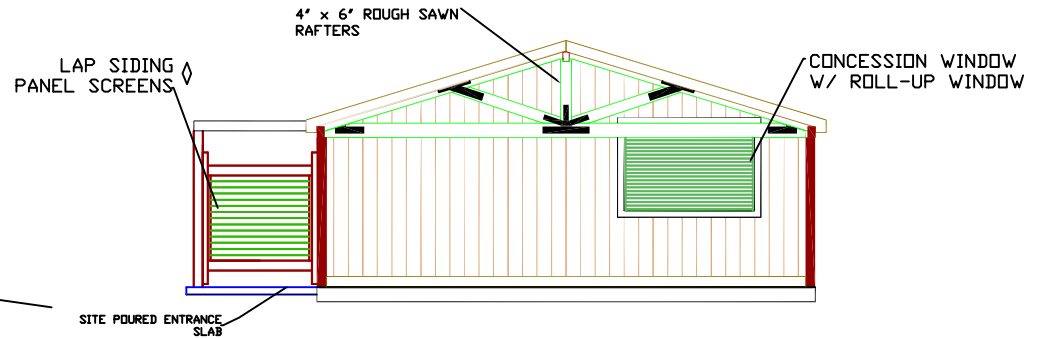 4" x 6" ROUGH SAWN
RAFTERS
LAP SIDING
PANEL SCREENS
CONCESSION WINDOW
W/ ROLL-UP WINDOW
SITE POURED ENTRANCE
SLAB